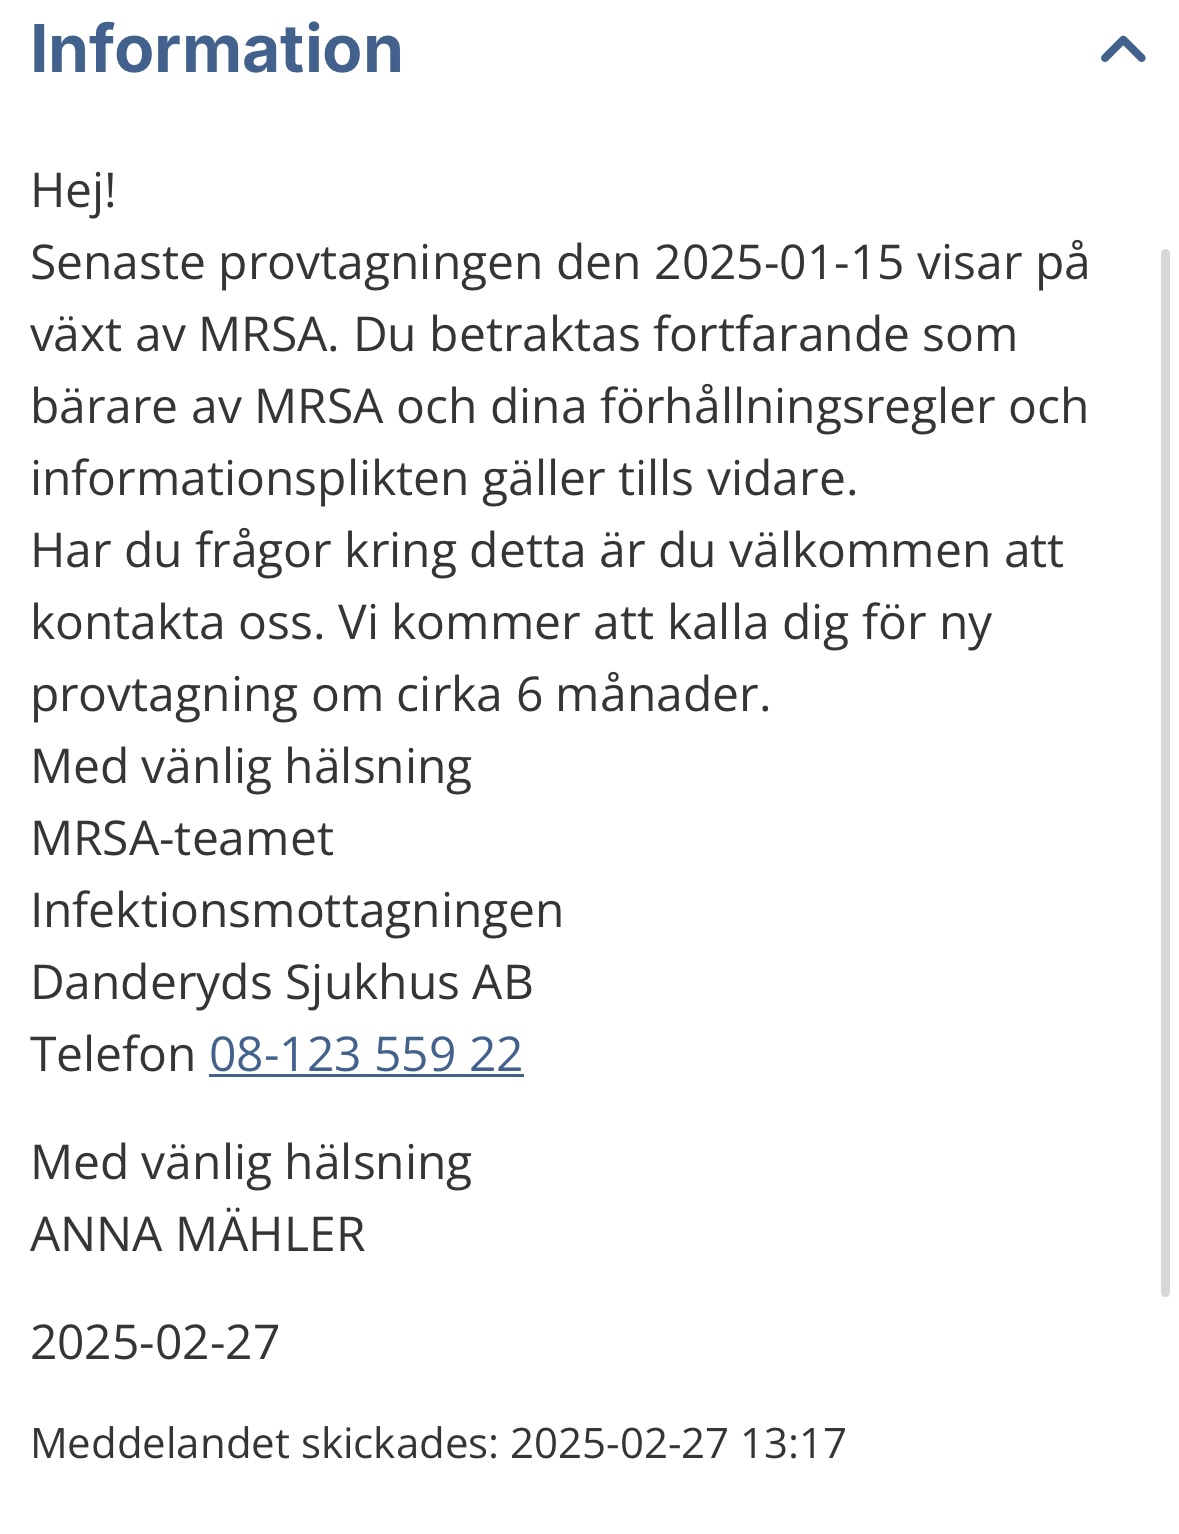 Information
Hej!
Senaste provtagningen den 2025-01-15 visar på
växt av MRSA. Du betraktas fortfarande som
bärare av MRSA och dina förhållningsregler och
informationsplikten gäller tills vidare.
Har du frågor kring detta är du välkommen att
kontakta oss. Vi kommer att kalla dig för ny
provtagning om cirka 6 månader.
Med vänlig hälsning
MRSA-teamet
Infektionsmottagningen
Danderyds Sjukhus AB
Telefon 08-123 559 22
Med vänlig hälsning
ANNA MÄHLER
2025-02-27
Meddelandet skickades: 2025-02-27 13:17